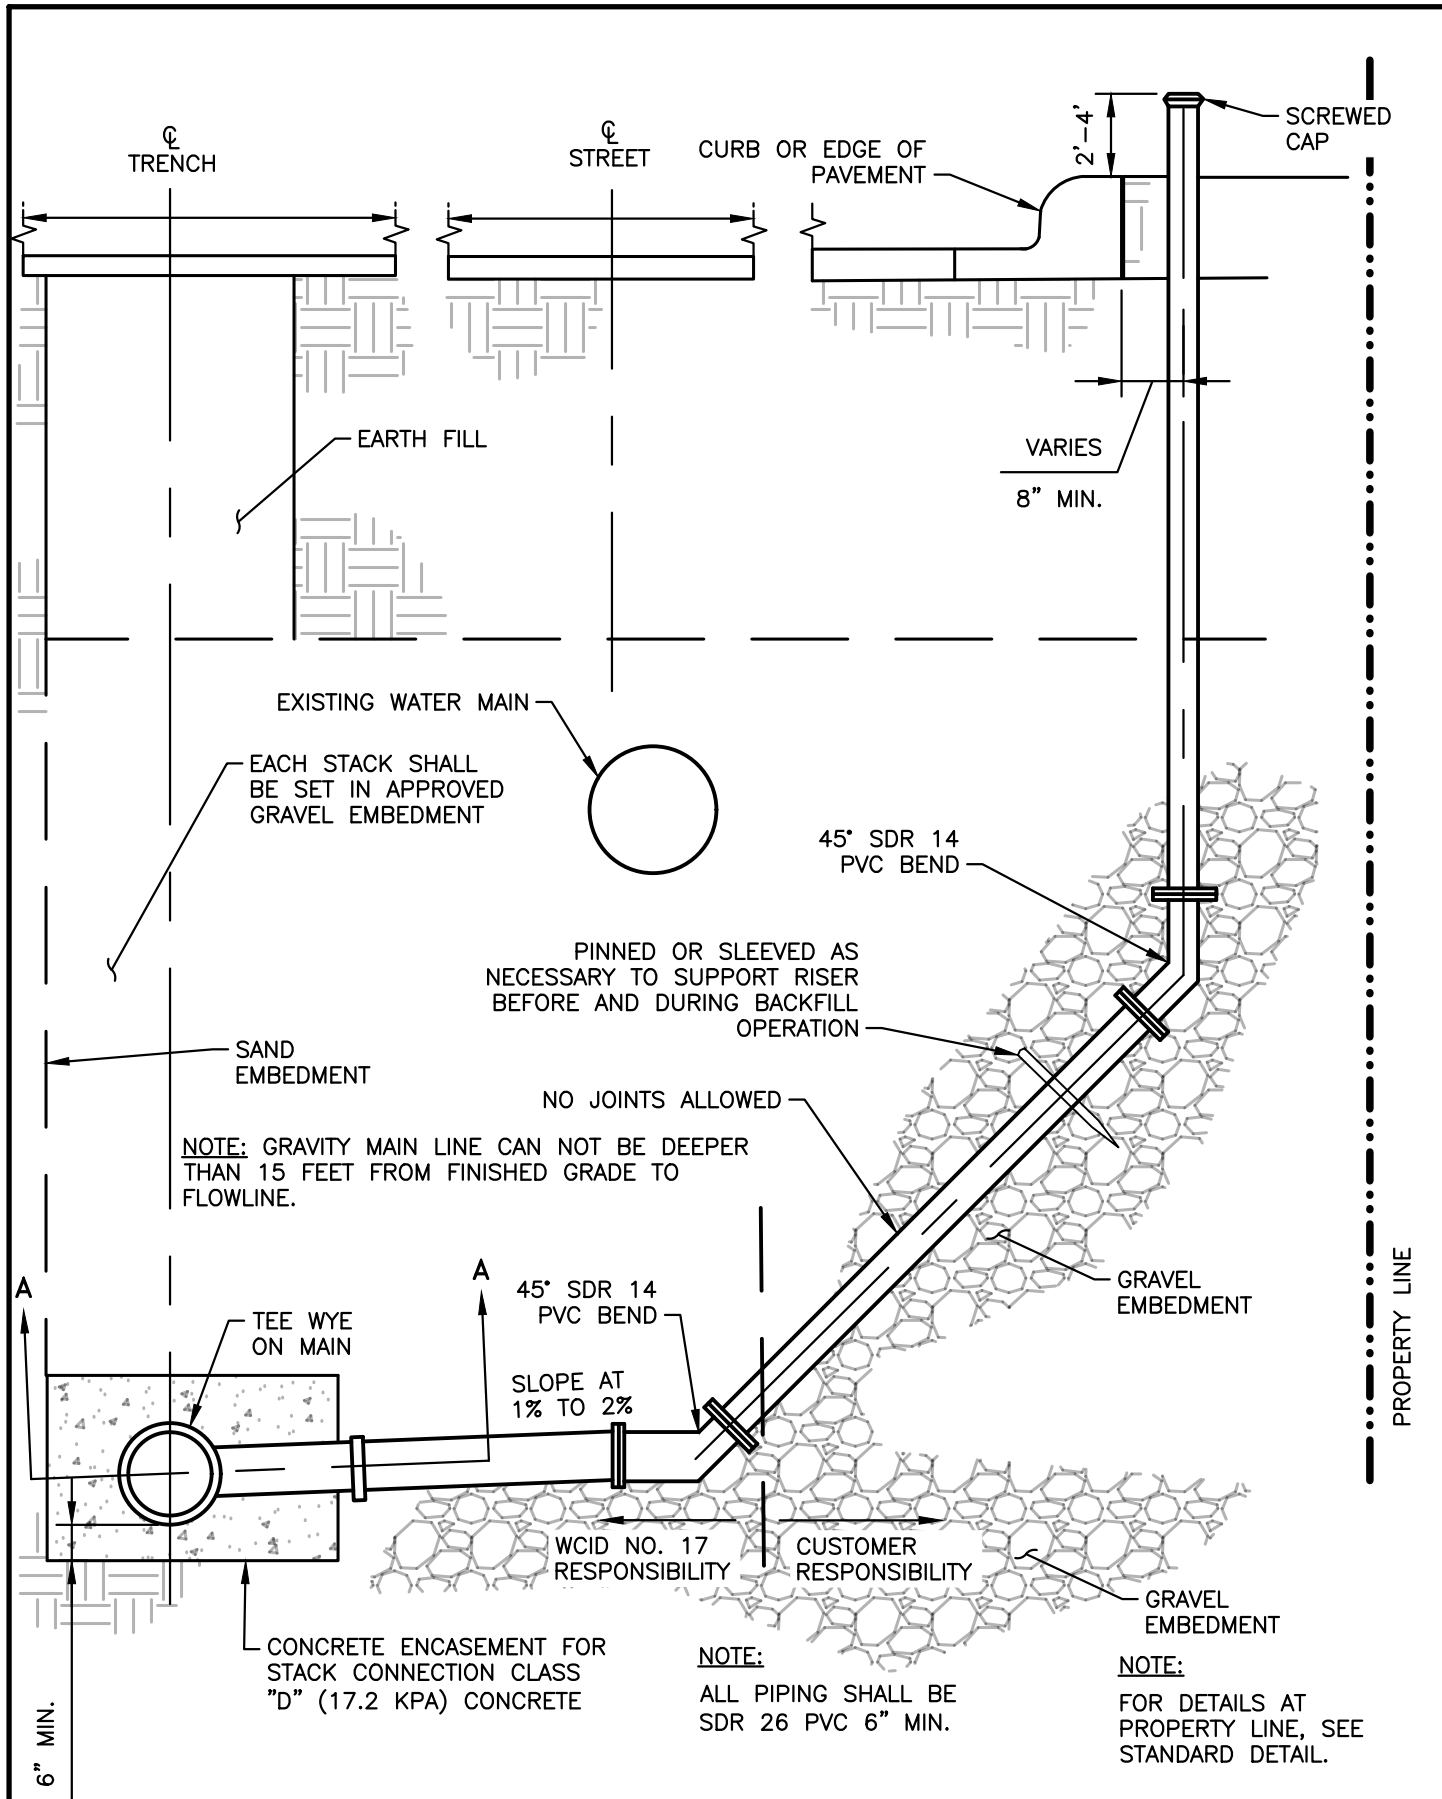 ℄
TRENCH
℄
STREET
CURB OR EDGE OF
PAVEMENT
2'-4'
SCREWED
CAP
EARTH FILL
VARIES
8" MIN.
EXISTING WATER MAIN
EACH STACK SHALL
BE SET IN APPROVED
GRAVEL EMBEDMENT
45° SDR 14
PVC BEND
PINNED OR SLEEVED AS
NECESSARY TO SUPPORT RISER
BEFORE AND DURING BACKFILL
OPERATION
SAND
EMBEDMENT
NO JOINTS ALLOWED
NOTE: GRAVITY MAIN LINE CAN NOT BE DEEPER
THAN 15 FEET FROM FINISHED GRADE TO
FLOWLINE.
A
A
45° SDR 14
PVC BEND
GRAVEL
EMBEDMENT
PROPERTY LINE
TEE WYE
ON MAIN
SLOPE AT
1% TO 2%
WCID NO. 17
RESPONSIBILITY
CUSTOMER
RESPONSIBILITY
GRAVEL
EMBEDMENT
CONCRETE ENCASEMENT FOR
STACK CONNECTION CLASS
"D" (17.2 KPA) CONCRETE
6" MIN.
NOTE:
ALL PIPING SHALL BE
SDR 26 PVC 6" MIN.
NOTE:
FOR DETAILS AT
PROPERTY LINE, SEE
STANDARD DETAIL.